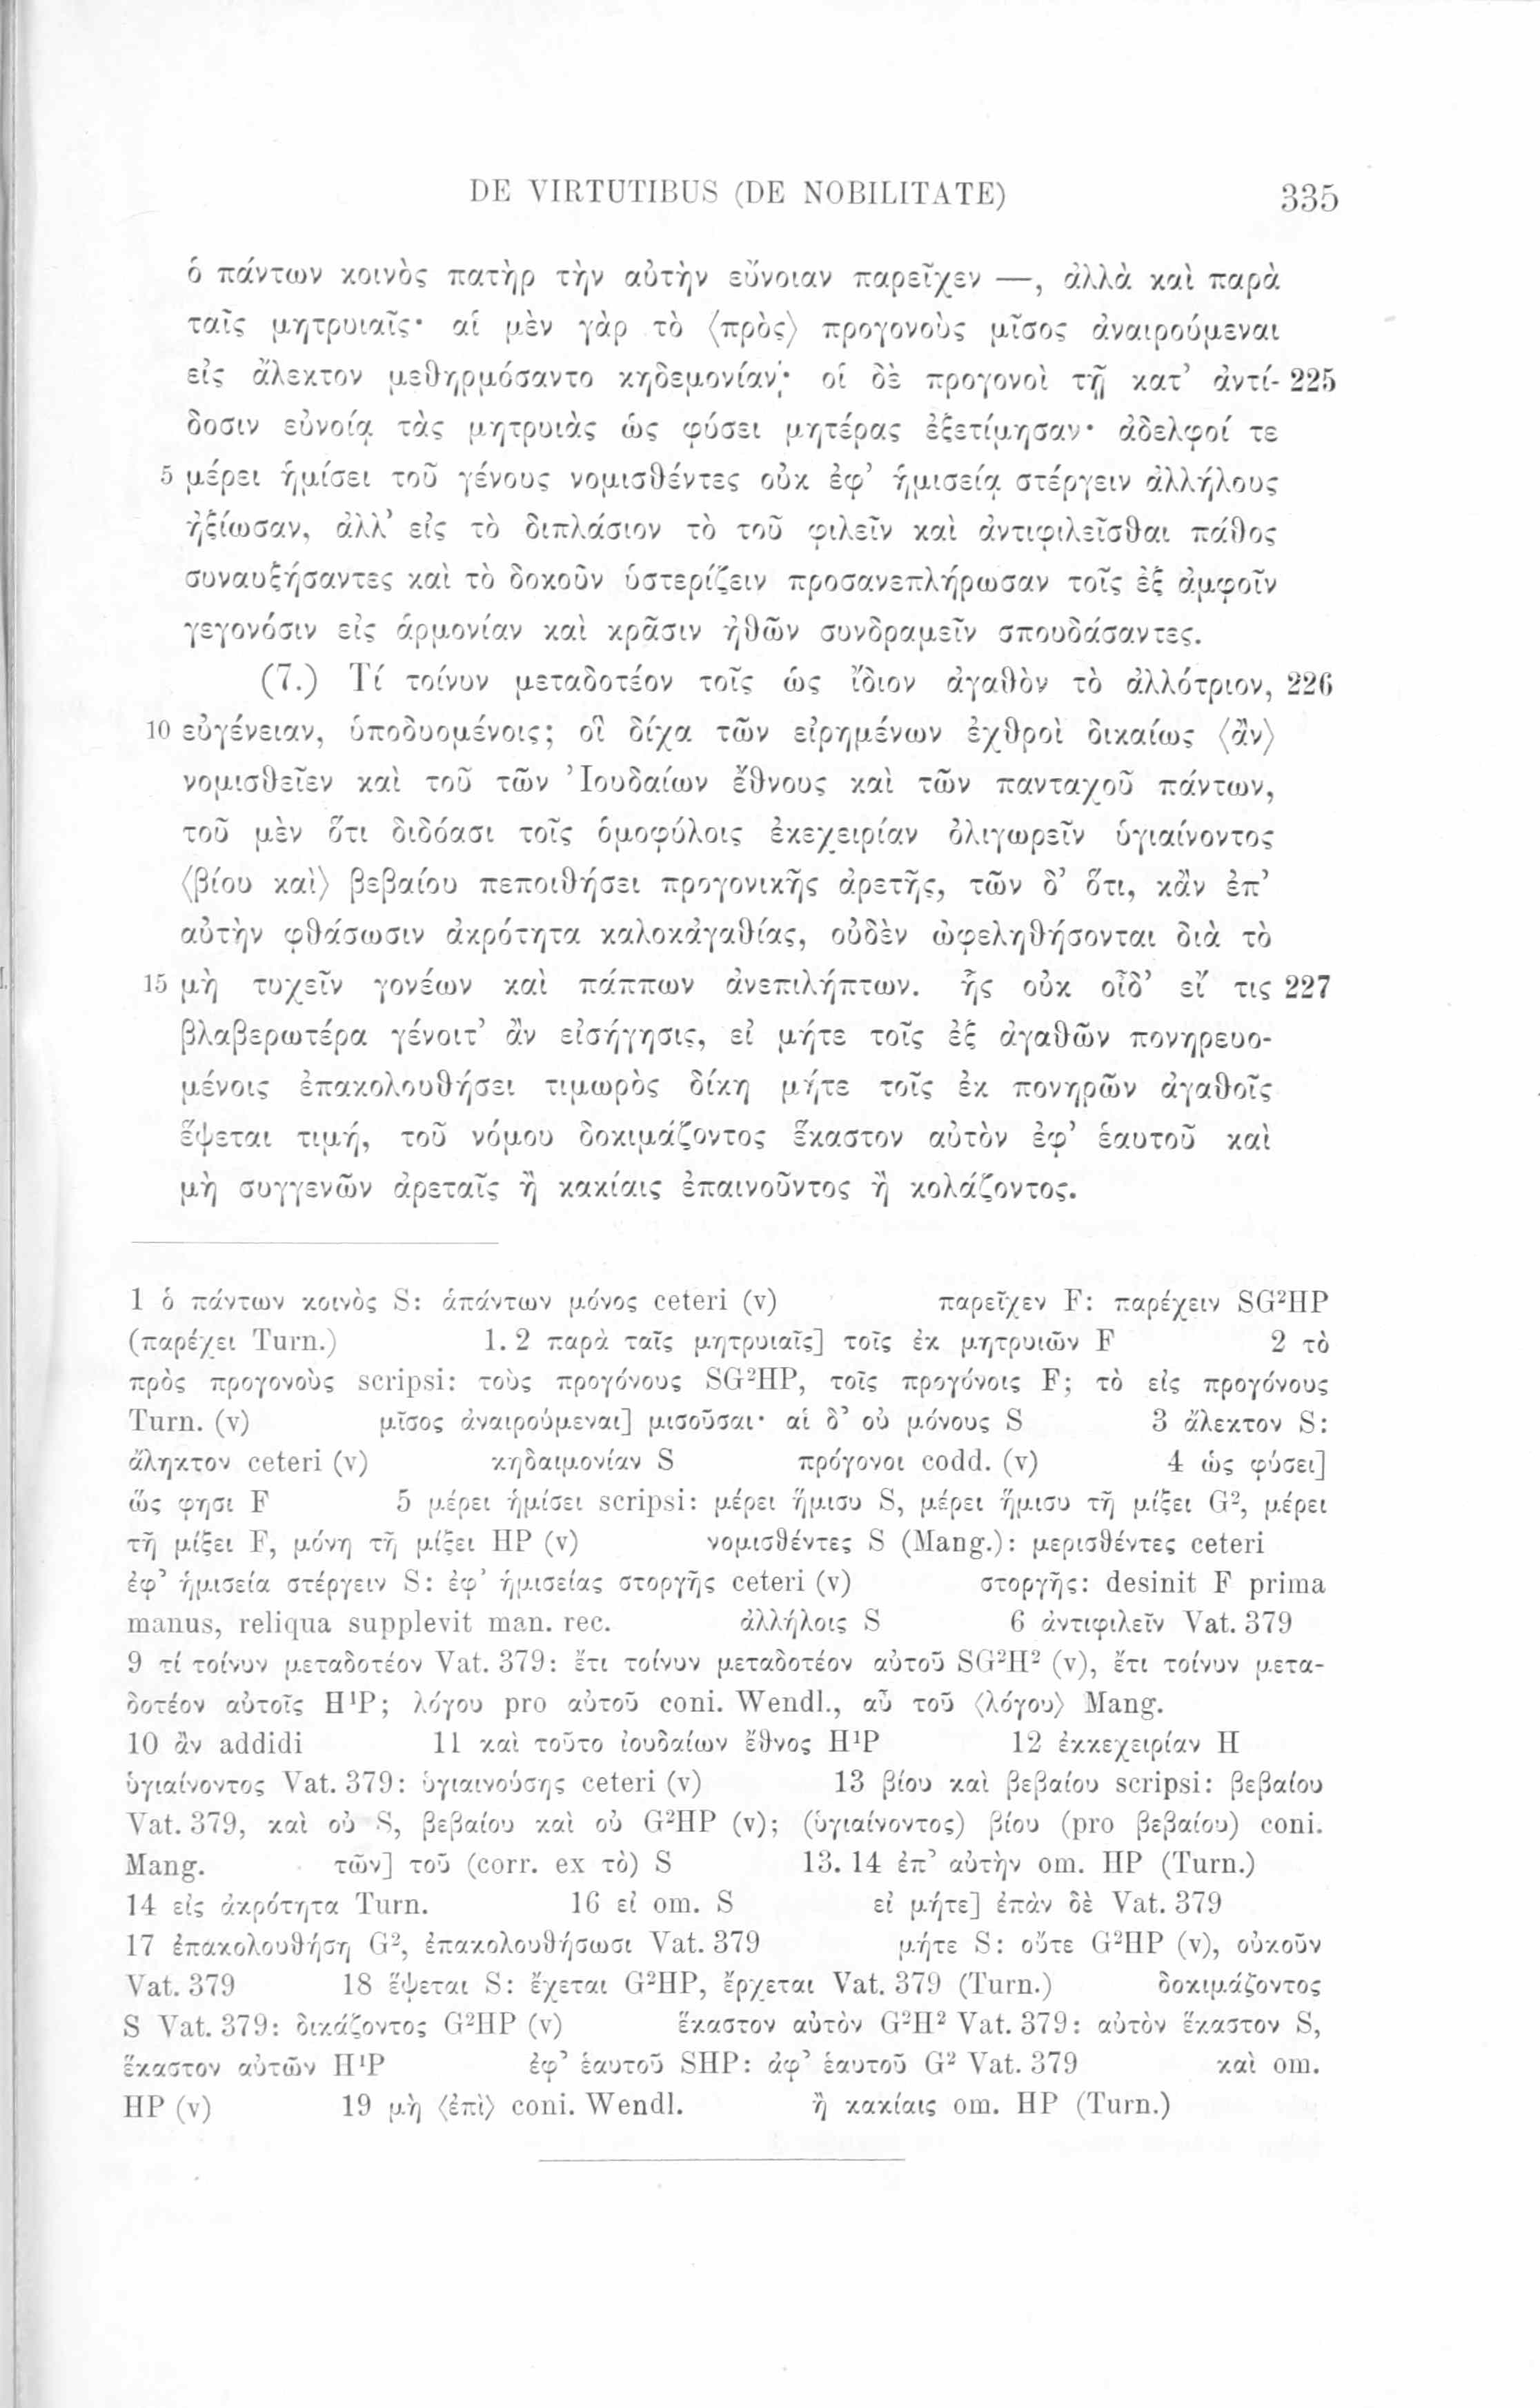 DE VIRTUTIBUS (DE NOBILITATE) 335
ὁ πάντων κοινὸς πατὴρ τὴν αὐτὴν εὔνοιαν παρεῖχεν —, ἀλλὰ καὶ παρὰ
ταῖς μητρυιαῖς· αἱ μὲν γὰρ τὸ ⟨πρὸς⟩ προγονοὺς μῖσος ἀναιρούμεναι
εἰς ἄλεκτον μεθηρμόσαντο κηδεμονίαν· οἱ δὲ προγονοὶ τῇ κατ’ ἀντί- 225
δοσιν εὐνοίᾳ τὰς μητρυιὰς ὡς φύσει μητέρας ἐξετίμησαν· ἀδελφοί τε
5 μέρει ἡμίσει τοῦ γένους νομισθέντες οὐκ ἐφ’ ἡμισείᾳ στέργειν ἀλλήλους
ἠξίωσαν, ἀλλ’ εἰς τὸ διπλάσιον τὸ τοῦ φιλεῖν καὶ ἀντιφιλεῖσθαι πάθος
συναυξήσαντες καὶ τὸ δοκοῦν ὑστερίζειν προσανεπλήρωσαν τοῖς ἐξ ἀμφοῖν
γεγονόσιν εἰς ἁρμονίαν καὶ κρᾶσιν ἠθῶν συνδραμεῖν σπουδάσαντες.
(7.) Τί τοίνυν μεταδοτέον τοῖς ὡς ἴδιον ἀγαθὸν τὸ ἀλλότριον, 226
10 εὐγένειαν, ὑποδυομένοις; οἳ δίχα τῶν εἰρημένων ἐχθροὶ δικαίως ⟨ἂν⟩
νομισθεῖεν καὶ τοῦ τῶν Ἰουδαίων ἔθνους καὶ τῶν πανταχοῦ πάντων,
τοῦ μὲν ὅτι διδόασι τοῖς ὁμοφύλοις ἐκεχειρίαν ὀλιγωρεῖν ὑγιαίνοντος
⟨βίου καὶ⟩ βεβαίου πεποιθήσει προγονικῆς ἀρετῆς, τῶν δ’ ὅτι, κἂν ἐπ’
αὐτὴν φθάσωσιν ἀκρότητα καλοκἀγαθίας, οὐδὲν ὠφεληθήσονται διὰ τὸ
15 μὴ τυχεῖν γονέων καὶ πάππων ἀνεπιλήπτων. ἧς οὐκ οἶδ’ εἴ τις 227
βλαβερωτέρα γένοιτ’ ἂν εἰσήγησις, εἰ μήτε τοῖς ἐξ ἀγαθῶν πονηρευο-
μένοις ἐπακολουθήσει τιμωρὸς δίκη μήτε τοῖς ἐκ πονηρῶν ἀγαθοῖς
ἕψεται τιμή, τοῦ νόμου δοκιμάζοντος ἕκαστον αὐτὸν ἐφ’ ἑαυτοῦ καὶ
μὴ συγγενῶν ἀρεταῖς ἢ κακίαις ἐπαινοῦντος ἢ κολάζοντος.
1 ὁ πάντων κοινὸς S: ἁπάντων μόνος ceteri (v) παρεῖχεν F: παρέχειν SG²HP
(παρέχει Turn.) 1. 2 παρὰ ταῖς μητρυιαῖς] τοῖς ἐκ μητρυιῶν F 2 τὸ
πρὸς προγονοὺς scripsi: τοὺς προγόνους SG²HP, τοῖς προγόνοις F; τὸ εἰς προγόνους
Turn. (v) μῖσος ἀναιρούμεναι] μισοῦσαι· αἱ δ’ οὐ μόνους S 3 ἄλεκτον S:
ἄληκτον ceteri (v) κηδαιμονίαν S πρόγονοι codd. (v) 4 ὡς φύσει]
ὥς φησι F 5 μέρει ἡμίσει scripsi: μέρει ἥμισυ S, μέρει ἥμισυ τῇ μίξει G², μέρει
τῇ μίξει F, μόνῃ τῇ μίξει HP (v) νομισθέντες S (Mang.): μερισθέντες ceteri
ἐφ’ ἡμισεία στέργειν S: ἐφ’ ἡμισείας στοργῆς ceteri (v) στοργῆς: desinit F prima
manus, reliqua supplevit man. rec. ἀλλήλοις S 6 ἀντιφιλεῖν Vat. 379
9 τί τοίνυν μεταδοτέον Vat. 379: ἔτι τοίνυν μεταδοτέον αὐτοῦ SG²H² (v), ἔτι τοίνυν μετα-
δοτέον αὐτοῖς H¹P; λόγου pro αὐτοῦ coni. Wendl., αὖ τοῦ ⟨λόγου⟩ Mang.
10 ἂν addidi 11 καὶ τοῦτο ἰουδαίων ἔθνος H¹P 12 ἐκκεχειρίαν H
ὑγιαίνοντος Vat. 379: ὑγιαινούσης ceteri (v) 13 βίου καὶ βεβαίου scripsi: βεβαίου
Vat. 379, καὶ οὐ S, βεβαίου καὶ οὐ G²HP (v); (ὑγιαίνοντος) βίου (pro βεβαίου) coni.
Mang. τῶν] τοῦ (corr. ex τὸ) S 13. 14 ἐπ’ αὐτὴν om. HP (Turn.)
14 εἰς ἀκρότητα Turn. 16 εἰ om. S εἰ μήτε] ἐπὰν δὲ Vat. 379
17 ἐπακολουθήσῃ G², ἐπακολουθήσωσι Vat. 379 μήτε S: οὔτε G²HP (v), οὐκοῦν
Vat. 379 18 ἕψεται S: ἔχεται G²HP, ἔρχεται Vat. 379 (Turn.) δοκιμάζοντος
S Vat. 379: δικάζοντος G²HP (v) ἕκαστον αὐτὸν G²H² Vat. 379: αὐτὸν ἕκαστον S,
ἕκαστον αὐτῶν H¹P ἐφ’ ἑαυτοῦ SHP: ἀφ’ ἑαυτοῦ G² Vat. 379 καὶ om.
HP (v) 19 μὴ ⟨ἐπὶ⟩ coni. Wendl. ἢ κακίαις om. HP (Turn.)